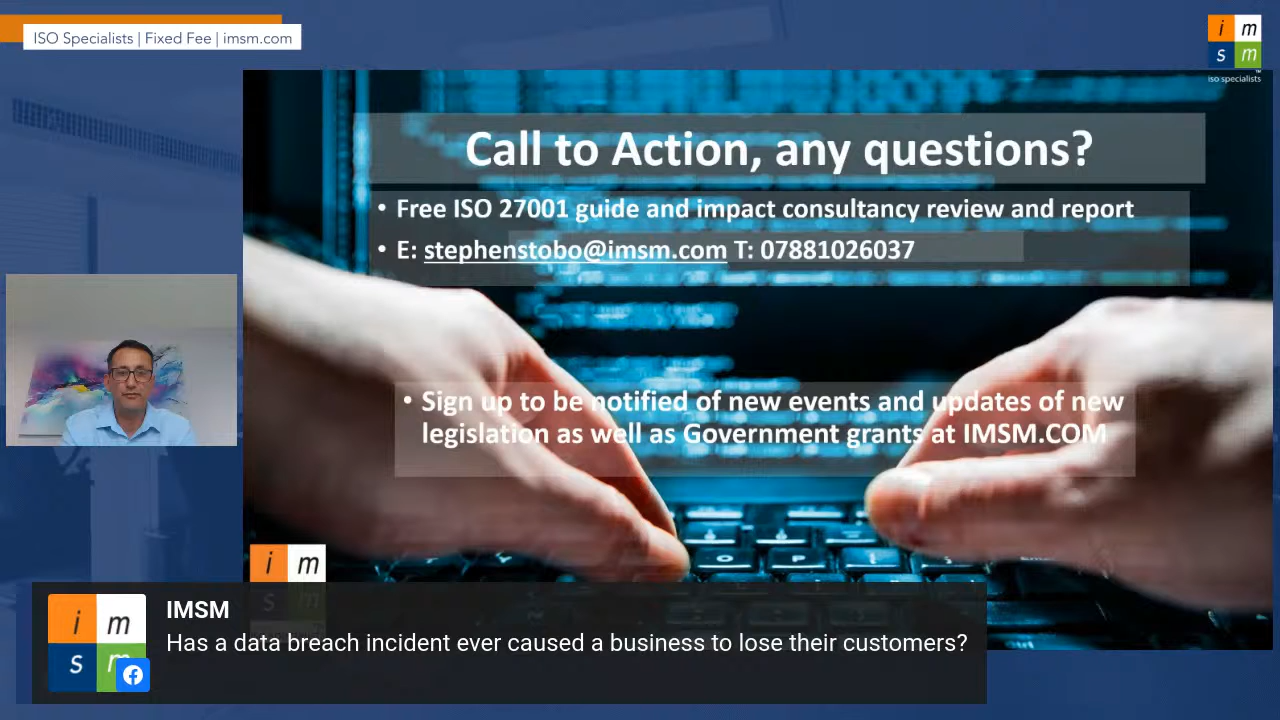 ISO Specialists | Fixed Fee | imsm.com
i m
s m
iso specialists
Call to Action, any questions?
• Free ISO 27001 guide and impact consultancy review and report
• E: stephenstobo@imsm.com T: 07881026037
• Sign up to be notified of new events and updates of new
legislation as well as Government grants at IMSM.COM
i m
s m
i m
s m
IMSM
Has a data breach incident ever caused a business to lose their customers?